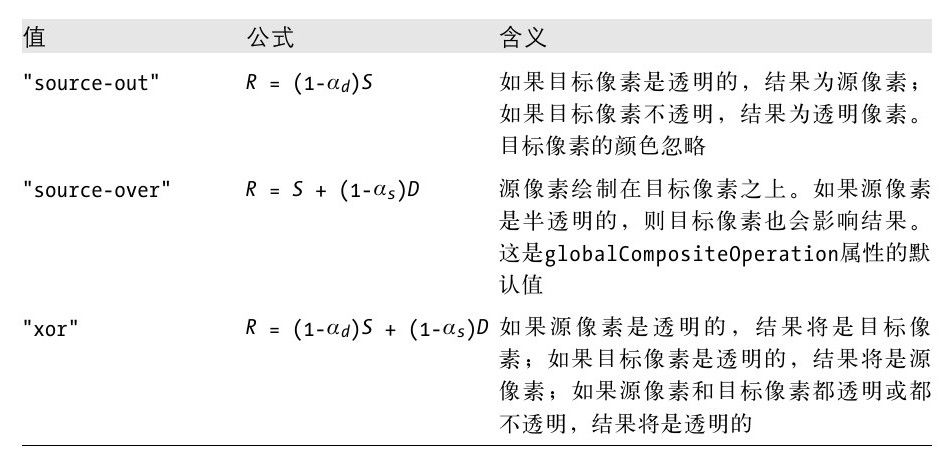 值 公式 含义
"source-out" R = (1-αd)S 如果目标像素是透明的，结果为源像素；
如果目标像素不透明，结果为透明像素。
目标像素的颜色忽略
"source-over" R = S + (1-αs)D 源像素绘制在目标像素之上。如果源像素
是半透明的，则目标像素也会影响结果。
这是globalCompositeOperation属性的默
认值
"xor" R = (1-αd)S + (1-αs)D 如果源像素是透明的，结果将是目标像
素；如果目标像素是透明的，结果将是源
像素；如果源像素和目标像素都透明或都
不透明，结果将是透明的